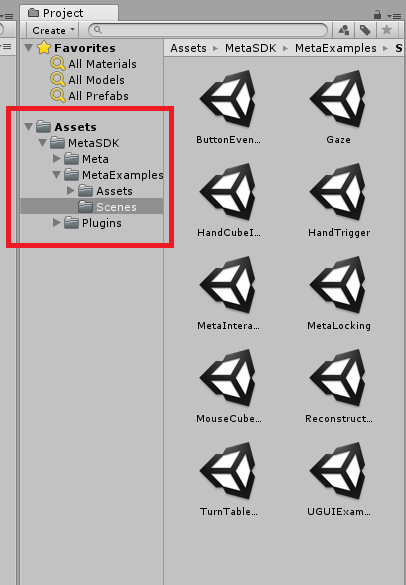 Project
Create
Favorites
All Materials
All Models
All Prefabs
Assets
MetaSDK
Meta
MetaExamples
Assets
Scenes
Plugins
Assets MetaSDK MetaExamples S
ButtonEven... Gaze
HandCubeI... HandTrigger
MetaIntera... MetaLocking
MouseCube... Reconstruct...
TurnTable... UGUIExam...